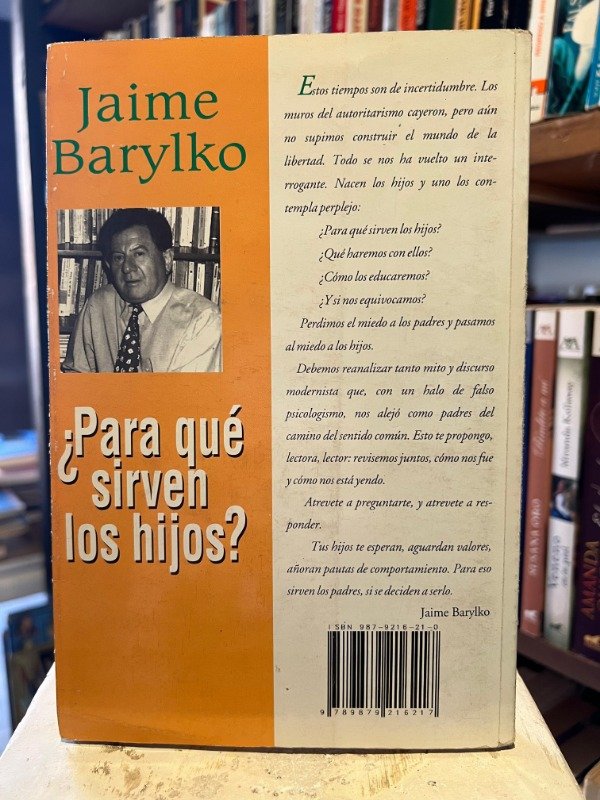 Jaime
Barylko
¿Para qué
sirven
los hijos?
Estos tiempos son de incertidumbre. Los
muros del autoritarismo cayeron, pero aún
no supimos construir el mundo de la
libertad. Todo se nos ha vuelto un inte-
rrogante. Nacen los hijos y uno los con-
templa perplejo:
¿Para qué sirven los hijos?
¿Qué haremos con ellos?
¿Cómo los educaremos?
¿Y si nos equivocamos?
Perdimos el miedo a los padres y pasamos
al miedo a los hijos.
Debemos reanalizar tanto mito y discurso
modernista que, con un halo de falso
psicologismo, nos alejó como padres del
camino del sentido común. Esto te propongo,
lectora, lector: revisemos juntos, cómo nos fue
y cómo nos está yendo.
Atrevete a preguntarte, y atrevete a res-
ponder.
Tus hijos te esperan, aguardan valores,
añoran pautas de comportamiento. Para eso
sirven los padres, si se deciden a serlo.
Jaime Barylko
ISBN 987-9216-21-0
9 789879 216217
AMANDA